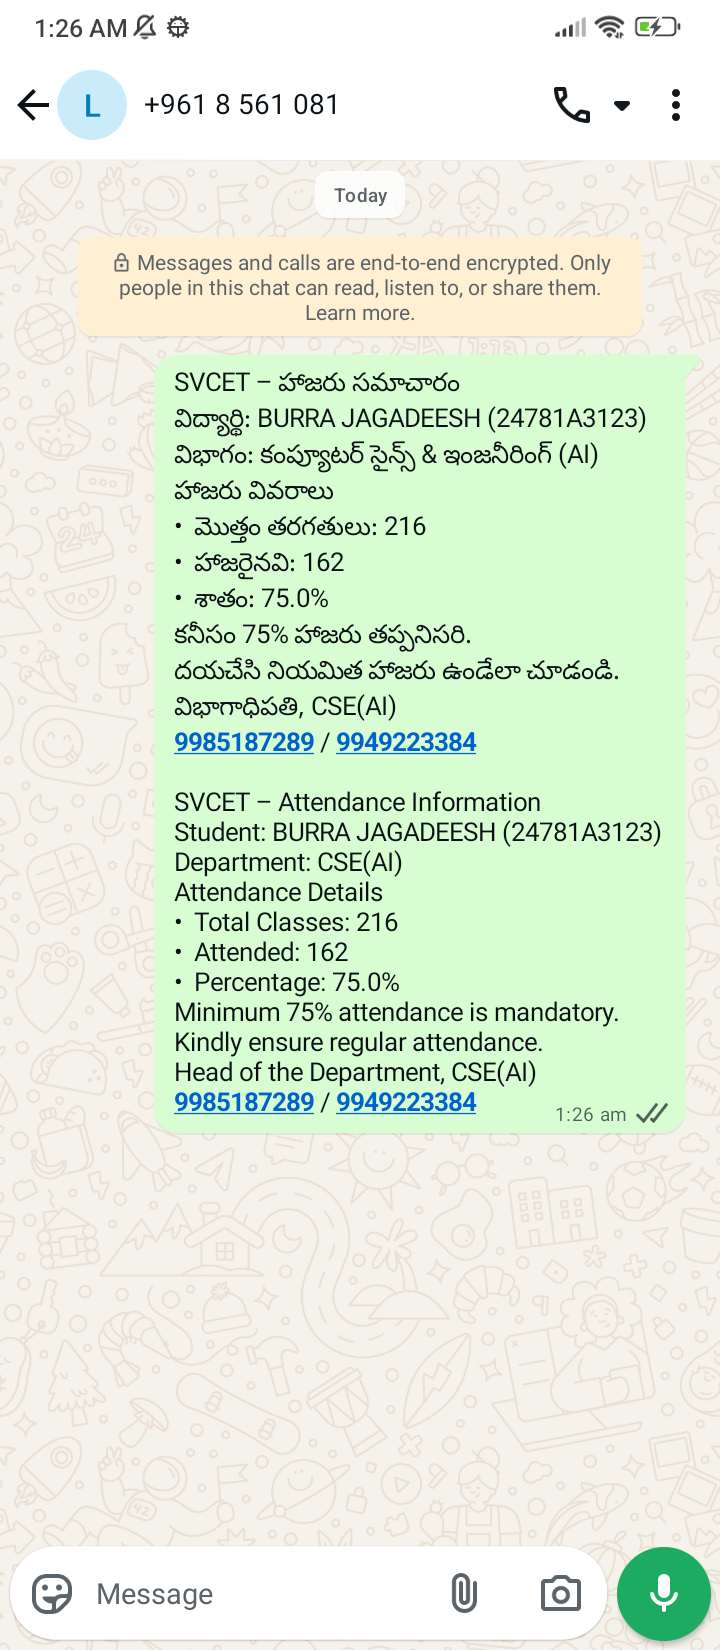 1:26 AM
L
+961 8 561 081
Today
Messages and calls are end-to-end encrypted. Only
people in this chat can read, listen to, or share them.
Learn more.
SVCET – హాజరు సమాచారం
విద్యార్థి: BURRA JAGADEESH (24781A3123)
విభాగం: కంప్యూటర్ సైన్స్ & ఇంజనీరింగ్ (AI)
హాజరు వివరాలు
• మొత్తం తరగతులు: 216
• హాజరైనవి: 162
• శాతం: 75.0%
కనీసం 75% హాజరు తప్పనిసరి.
దయచేసి నియమిత హాజరు ఉండేలా చూడండి.
విభాగాధిపతి, CSE(AI)
9985187289 / 9949223384
SVCET – Attendance Information
Student: BURRA JAGADEESH (24781A3123)
Department: CSE(AI)
Attendance Details
• Total Classes: 216
• Attended: 162
• Percentage: 75.0%
Minimum 75% attendance is mandatory.
Kindly ensure regular attendance.
Head of the Department, CSE(AI)
9985187289 / 9949223384
1:26 am
Message